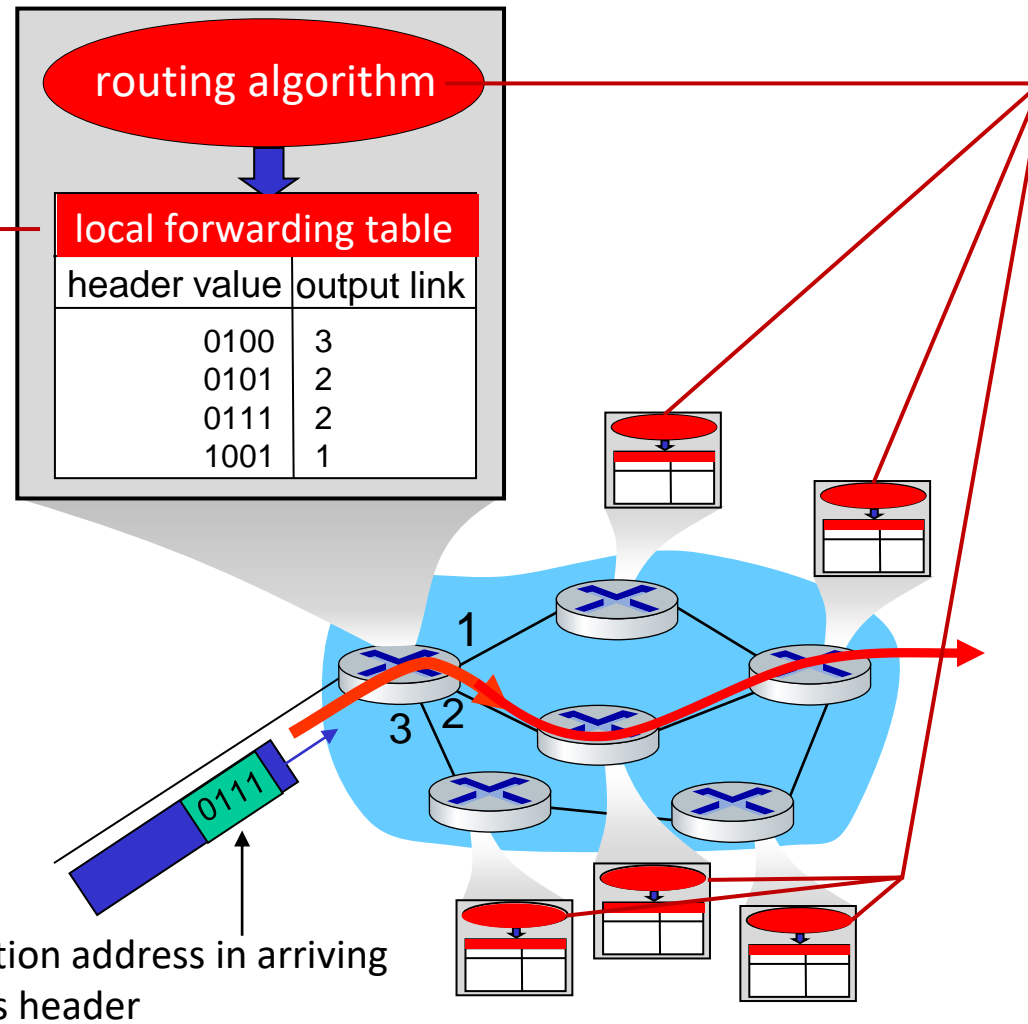 routing algorithm
local forwarding table
header value output link
0100 3
0101 2
0111 2
1001 1
1
2
3
0111
tion address in arriving
s header